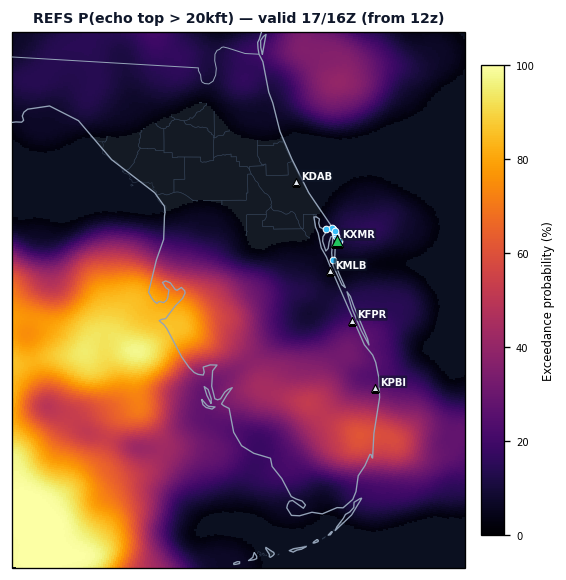 REFS P(echo top > 20kft) — valid 17/16Z (from 12z)
100
80
60
40
20
0
Exceedance probability (%)
KDAB
KXMR
KMLB
KFPR
KPBI